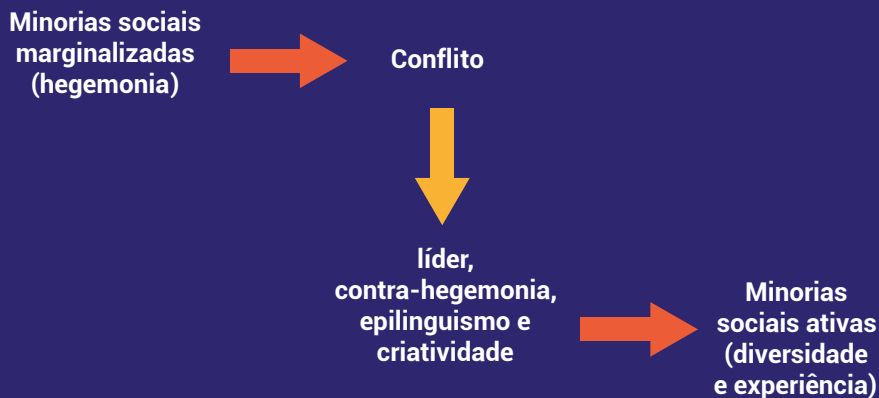 Minorias sociais
marginalizadas
(hegemonia)
Conflito
líder,
contra-hegemonia,
epilinguismo e
criatividade
Minorias
sociais ativas
(diversidade
e experiência)